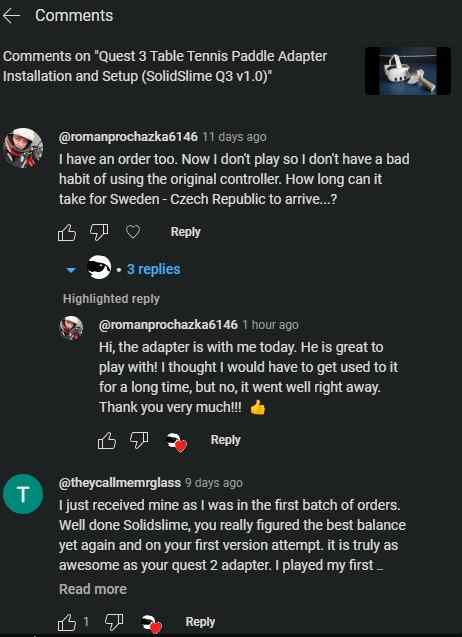 Comments
Comments on "Quest 3 Table Tennis Paddle Adapter
Installation and Setup (SolidSlime Q3 v1.0)"
@romanprochazka6146 11 days ago
I have an order too. Now I don't play so I don't have a bad
habit of using the original controller. How long can it
take for Sweden - Czech Republic to arrive...?
Reply
• 3 replies
Highlighted reply
@romanprochazka6146 1 hour ago
Hi, the adapter is with me today. He is great to
play with! I thought I would have to get used to it
for a long time, but no, it went well right away.
Thank you very much!!! 👍
Reply
T
@theycallmemrglass 9 days ago
I just received mine as I was in the first batch of orders.
Well done Solidslime, you really figured the best balance
yet again and on your first version attempt. it is truly as
awesome as your quest 2 adapter. I played my first ...
Read more
1 Reply